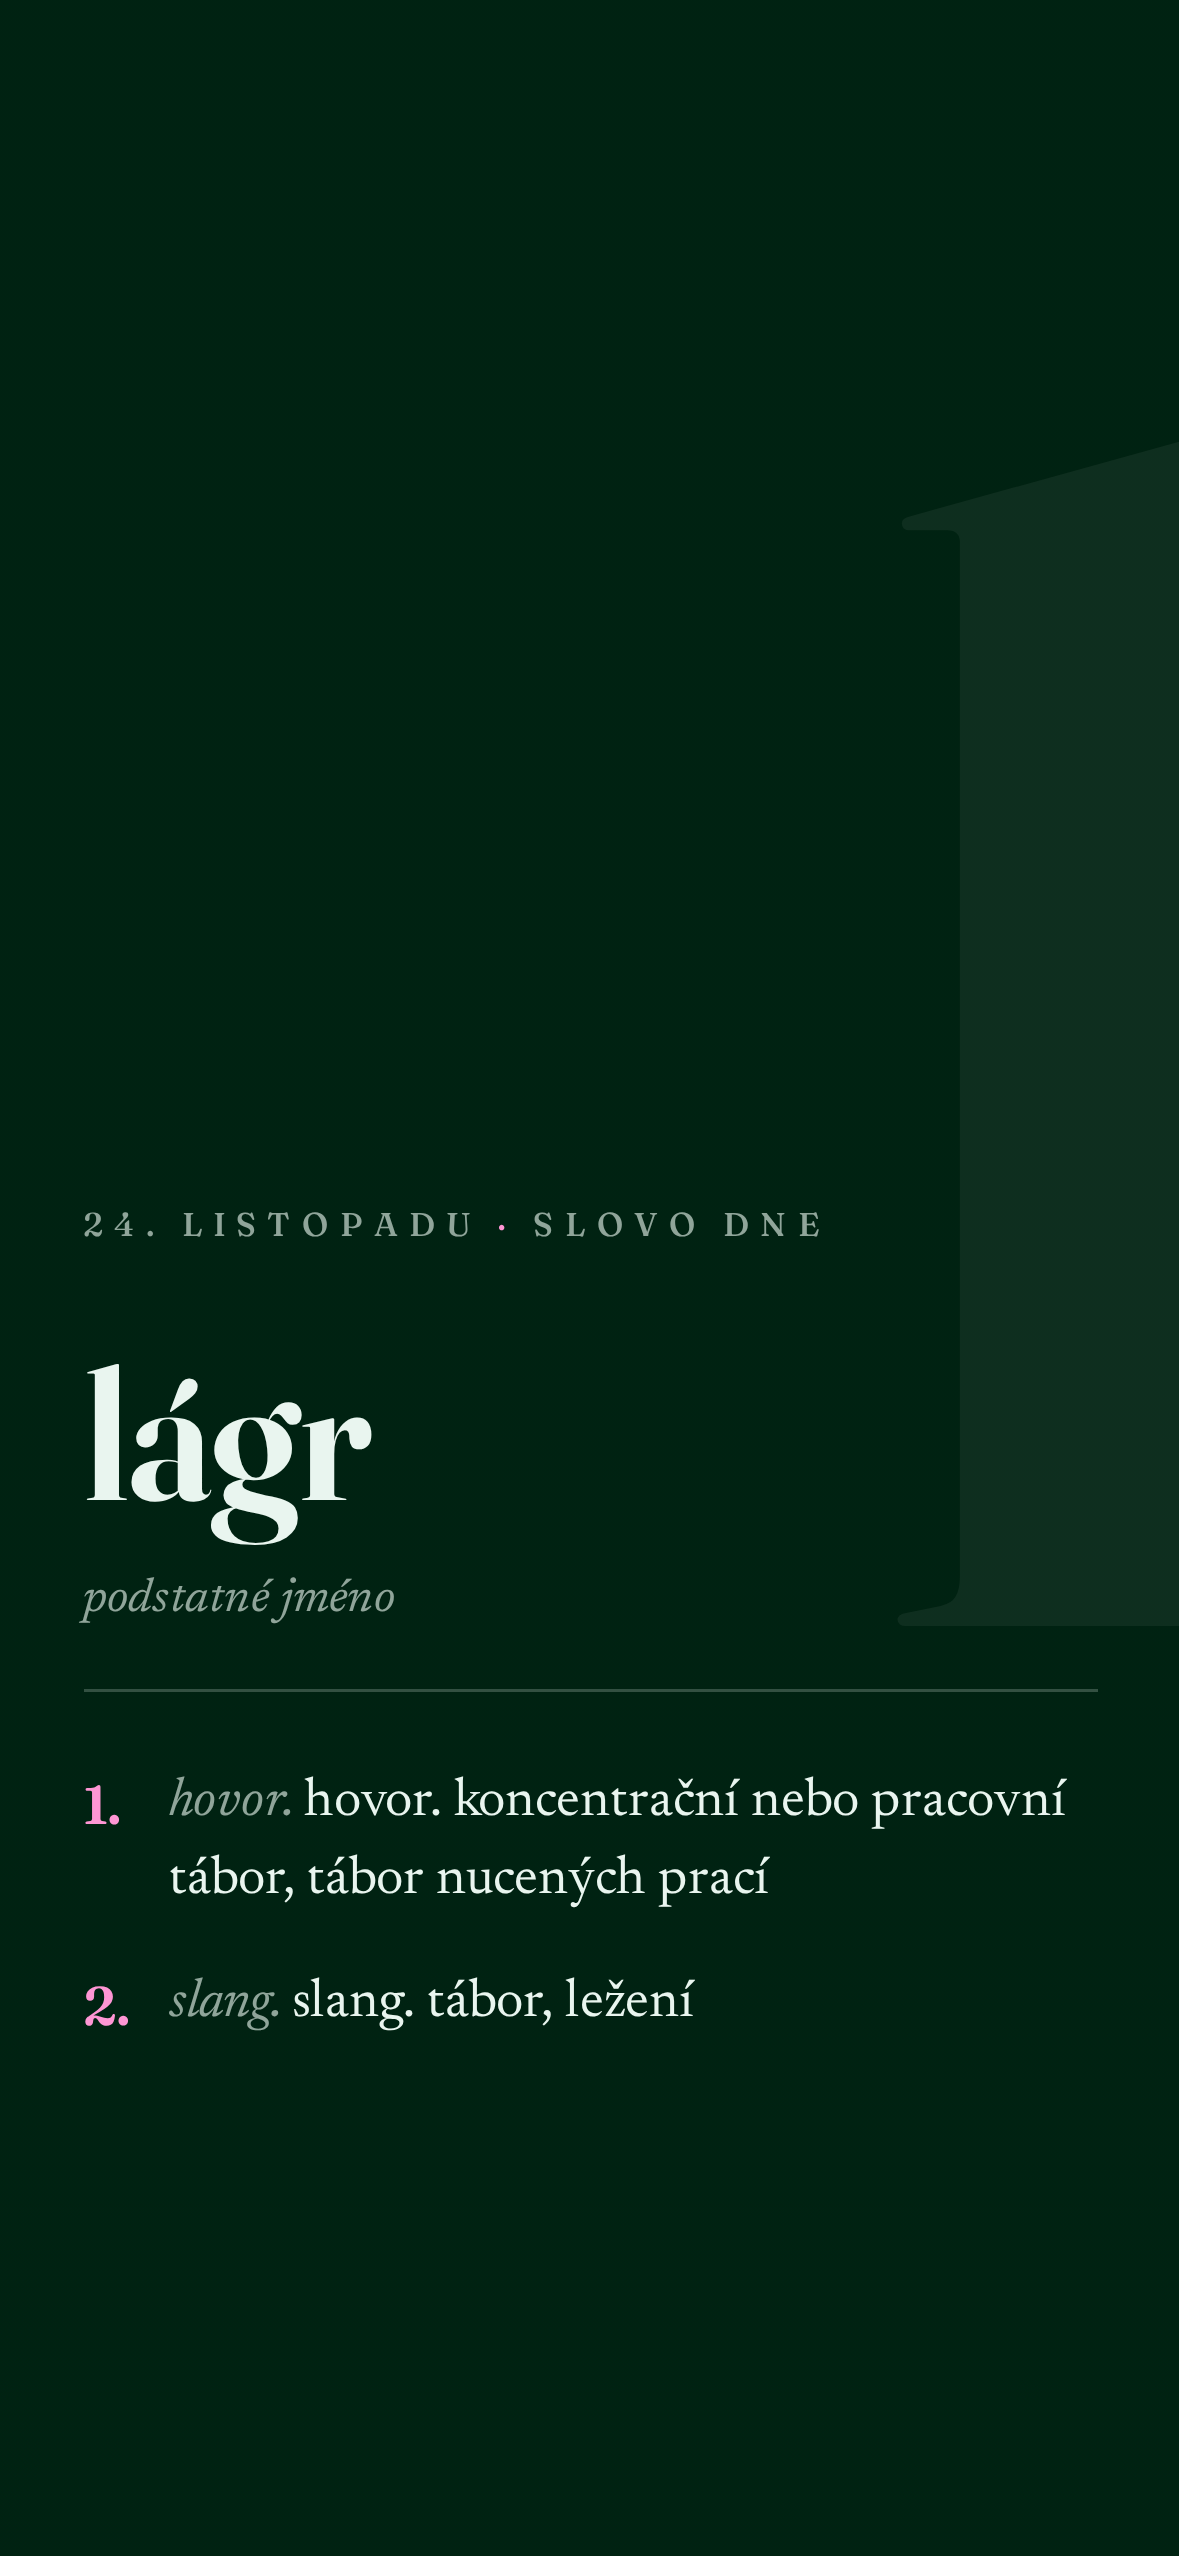 24. LISTOPADU · SLOVO DNE
lágr
podstatné jméno
1. hovor. hovor. koncentrační nebo pracovní
tábor, tábor nucených prací
2. slang. slang. tábor, ležení
l